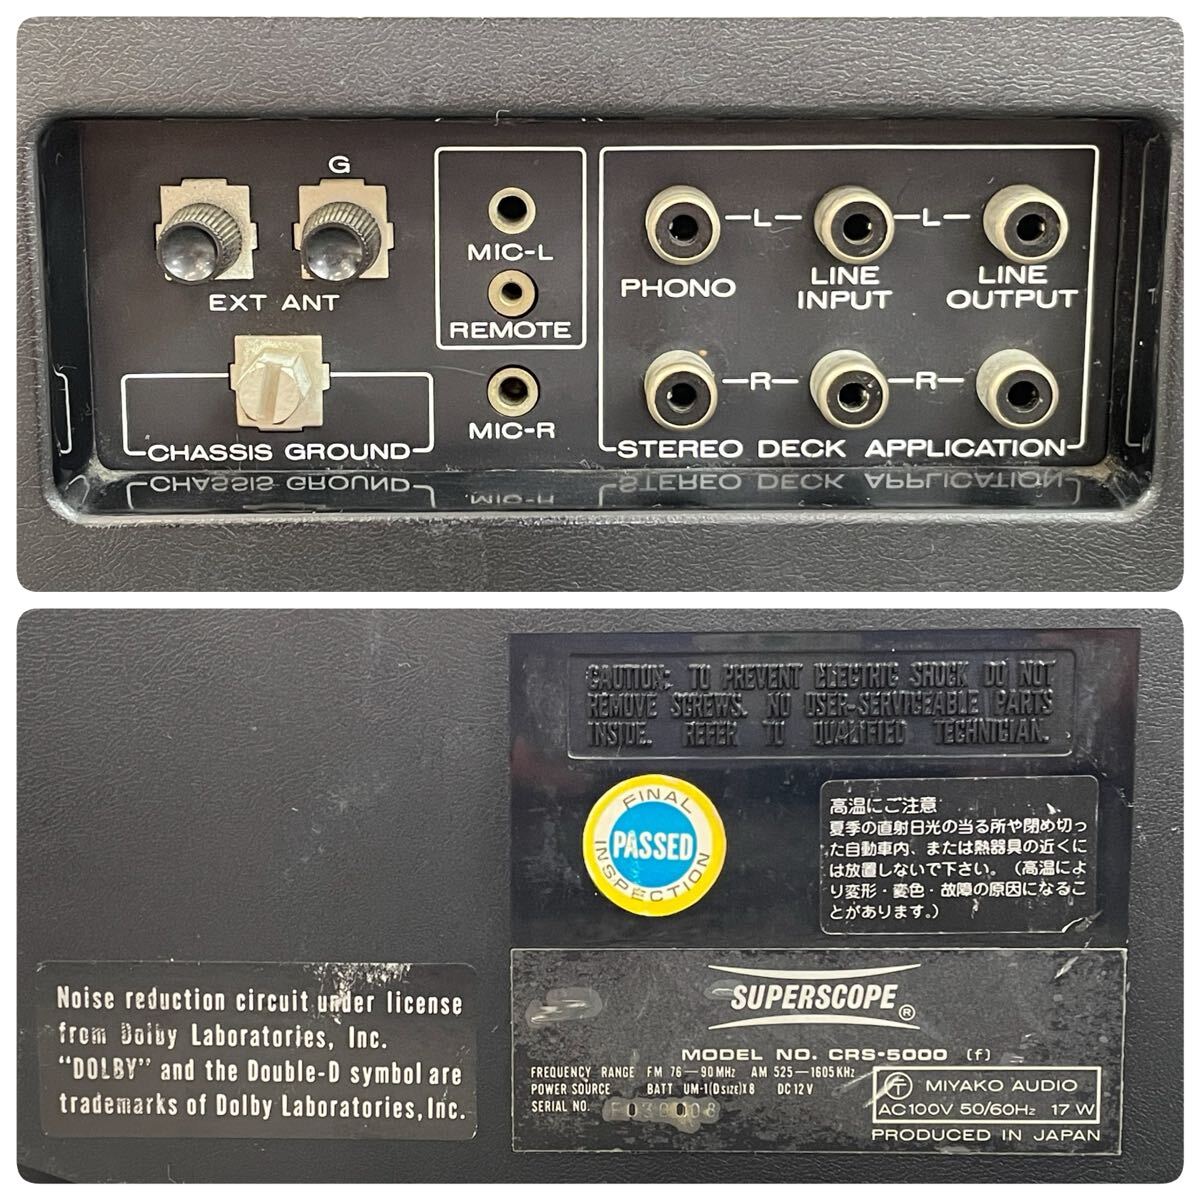 G
EXT ANT
CHASSIS GROUND
MIC-L
REMOTE
MIC-R
L L
PHONO
LINE INPUT
LINE OUTPUT
R R
STEREO DECK APPLICATION
CAUTION: TO PREVENT ELECTRIC SHOCK DO NOT
REMOVE SCREWS. NO USER-SERVICEABLE PARTS
INSIDE. REFER TO QUALIFIED TECHNICIAN.
FINAL
PASSED
INSPECTION
高温にご注意
夏季の直射日光の当る所や閉め切っ
た自動車内、または熱器具の近くに
は放置しないで下さい。(高温によ
り変形・変色・故障の原因になるこ
とがあります。)
Noise reduction circuit under license
from Dolby Laboratories, Inc.
"DOLBY" and the Double-D symbol are
trademarks of Dolby Laboratories, Inc.
SUPERSCOPE ®
MODEL NO. CRS-5000 (f)
FREQUENCY RANGE FM 76-90MHz AM 525-1605KHz
POWER SOURCE BATT UM-1(D size)X8 DC 12V
SERIAL NO.
T MIYAKO AUDIO
AC100V 50/60Hz 17 W
PRODUCED IN JAPAN